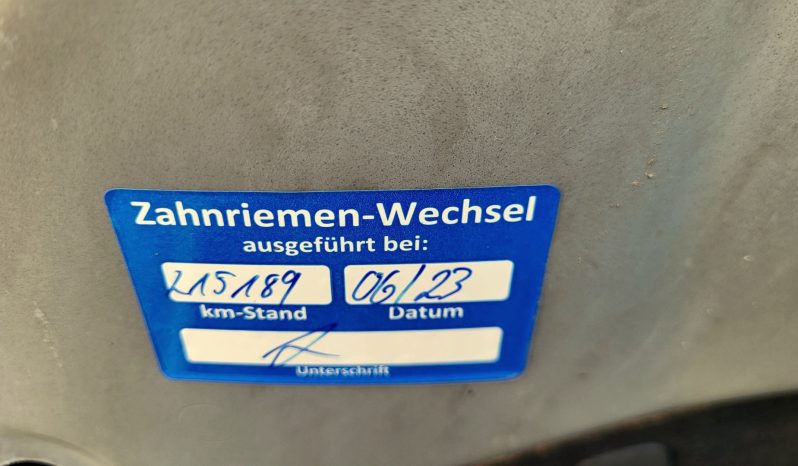 Zahnriemen-Wechsel
ausgeführt bei:
215189 06/23
km-Stand Datum
Unterschrift